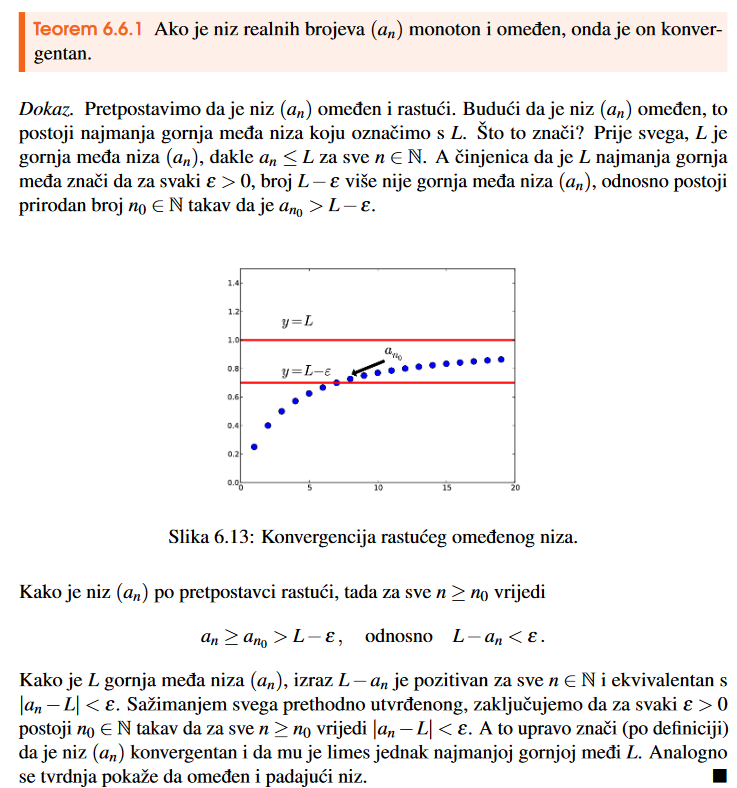 Teorem 6.6.1 Ako je niz realnih brojeva (aₙ) monoton i omeđen, onda je on konver-
gentan.
Dokaz. Pretpostavimo da je niz (aₙ) omeđen i rastući. Budući da je niz (aₙ) omeđen, to
postoji najmanja gornja međa niza koju označimo s L. Što to znači? Prije svega, L je
gornja međa niza (aₙ), dakle aₙ ≤ L za sve n ∈ ℕ. A činjenica da je L najmanja gornja
međa znači da za svaki ε > 0, broj L − ε više nije gornja međa niza (aₙ), odnosno postoji
prirodan broj n₀ ∈ ℕ takav da je a_{n₀} > L − ε.
1.4
1.2
y=L
1.0
a_{n₀}
0.8
y=L−ε
0.6
0.4
0.2
0.0
0 5 10 15 20
Slika 6.13: Konvergencija rastućeg omeđenog niza.
Kako je niz (aₙ) po pretpostavci rastući, tada za sve n ≥ n₀ vrijedi
aₙ ≥ a_{n₀} > L − ε, odnosno L − aₙ < ε.
Kako je L gornja međa niza (aₙ), izraz L − aₙ je pozitivan za sve n ∈ ℕ i ekvivalentan s
|aₙ − L| < ε. Sažimanjem svega prethodno utvrđenong, zaključujemo da za svaki ε > 0
postoji n₀ ∈ ℕ takav da za sve n ≥ n₀ vrijedi |aₙ − L| < ε. A to upravo znači (po definiciji)
da je niz (aₙ) konvergentan i da mu je limes jednak najmanjoj gornjoj međi L. Analogno
se tvrdnja pokaže da omeđen i padajući niz. ■